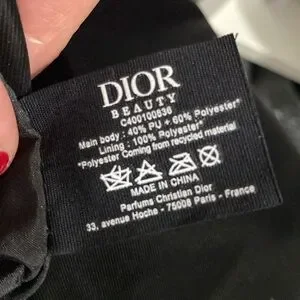 DIOR
BEAUTY
C400100836
Main body : 40% PU + 60% Polyester*
Lining : 100% Polyester*
*Polyester Coming from recycled material
MADE IN CHINA
Parfums Christian Dior
33, avenue Hoche - 75008 Paris - France